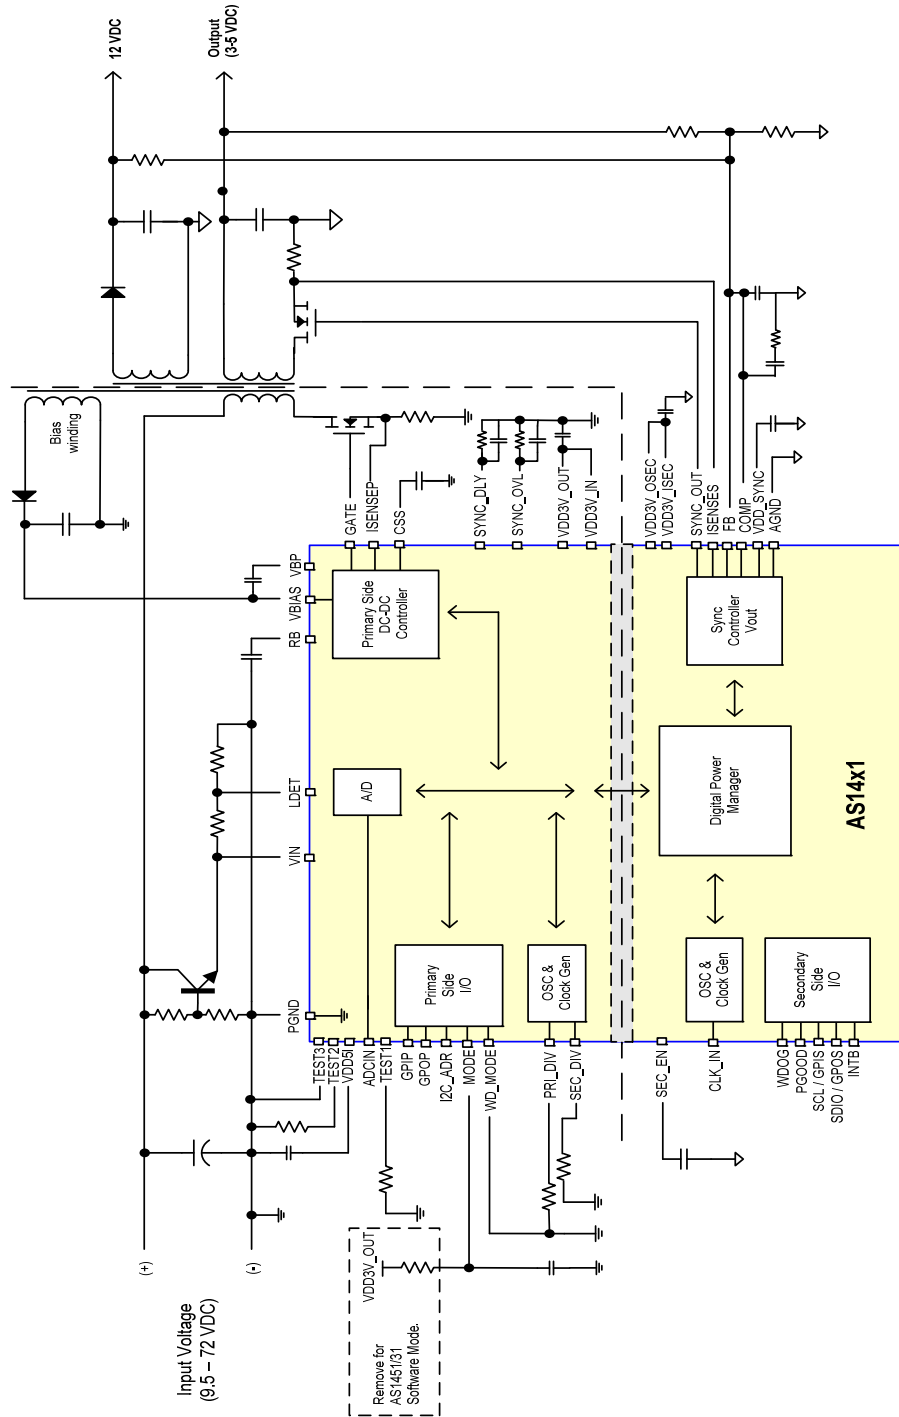 Input Voltage
(9.5 – 72 VDC)
(+)
(-)
12 VDC
Output
(3-5 VDC)
Bias
winding
TEST3
TEST2
VDD5I
PGND
VIN
LDET
RB
VBIAS
VBP
ADCIN
TEST1
GPIP
GPOP
I2C_ADR
MODE
WD_MODE
PRI_DIV
SEC_DIV
SEC_EN
CLK_IN
WDOG
PGOOD
SCL / GPIS
SDIO / GPOS
INTB
Primary
Side
I/O
OSC &
Clock Gen
A/D
Primary Side
DC-DC
Controller
GATE
ISENSEP
CSS
SYNC_DLY
SYNC_OVL
VDD3V_OUT
VDD3V_IN
VDD3V_OSEC
VDD3V_ISEC
SYNC_OUT
ISENSES
FB
COMP
VDD_SYNC
AGND
OSC &
Clock Gen
Secondary
Side
I/O
Digital Power
Manager
Sync
Controller
Vout
AS14x1
VDD3V_OUT
Remove for
AS1451/31
Software Mode.